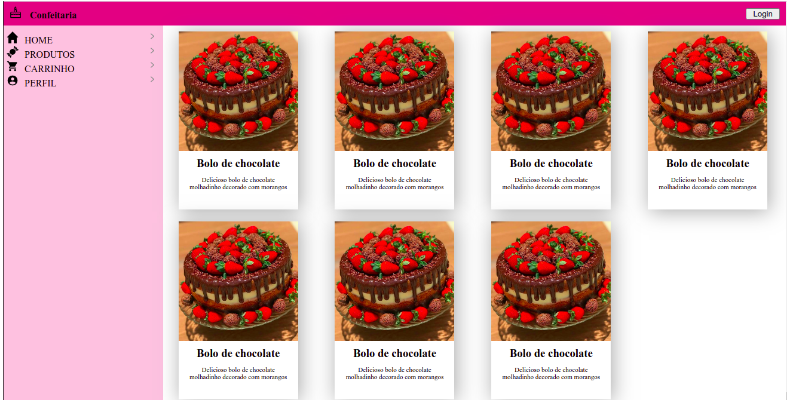 Confeitaria
Login
HOME
PRODUTOS
CARRINHO
PERFIL
Bolo de chocolate
Delicioso bolo de chocolate
molhadinho decorado com morangos
Bolo de chocolate
Delicioso bolo de chocolate
molhadinho decorado com morangos
Bolo de chocolate
Delicioso bolo de chocolate
molhadinho decorado com morangos
Bolo de chocolate
Delicioso bolo de chocolate
molhadinho decorado com morangos
Bolo de chocolate
Delicioso bolo de chocolate
molhadinho decorado com morangos
Bolo de chocolate
Delicioso bolo de chocolate
molhadinho decorado com morangos
Bolo de chocolate
Delicioso bolo de chocolate
molhadinho decorado com morangos